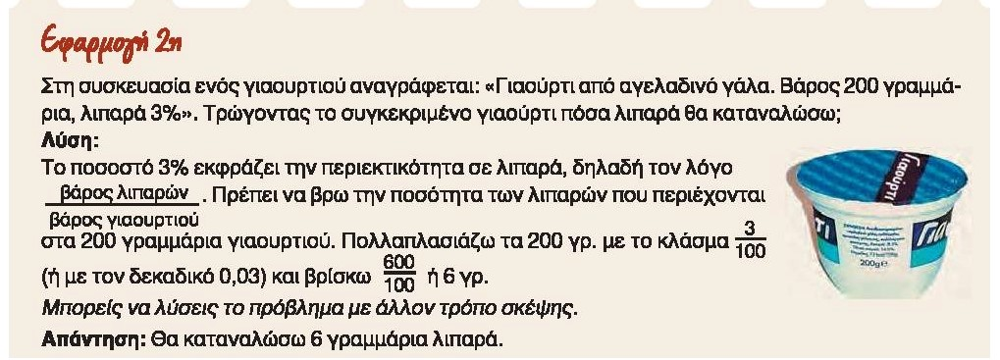 Εφαρμογή 2η
Στη συσκευασία ενός γιαουρτιού αναγράφεται: «Γιαούρτι από αγελαδινό γάλα. Βάρος 200 γραμμά-
ρια, λιπαρά 3%». Τρώγοντας το συγκεκριμένο γιαούρτι πόσα λιπαρά θα καταναλώσω;
Λύση:
Το ποσοστό 3% εκφράζει την περιεκτικότητα σε λιπαρά, δηλαδή τον λόγο
βάρος λιπαρών / βάρος γιαουρτιού . Πρέπει να βρω την ποσότητα των λιπαρών που περιέχονται
στα 200 γραμμάρια γιαουρτιού. Πολλαπλασιάζω τα 200 γρ. με το κλάσμα 3/100
(ή με τον δεκαδικό 0,03) και βρίσκω 600/100 ή 6 γρ.
Μπορείς να λύσεις το πρόβλημα με άλλον τρόπο σκέψης.
Απάντηση: Θα καταναλώσω 6 γραμμάρια λιπαρά.
Γιαούρτι
200g e